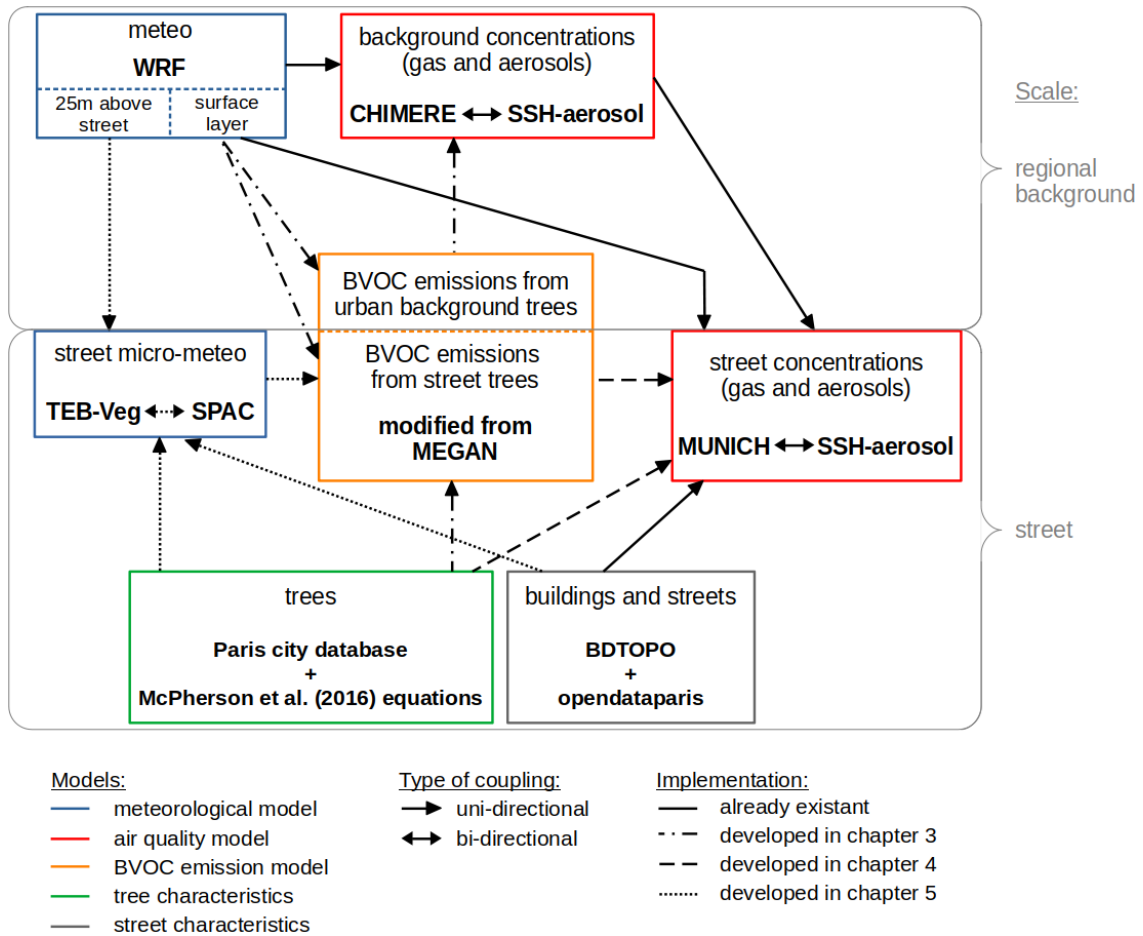 meteo
WRF
25m above
street
surface
layer
background concentrations
(gas and aerosols)
CHIMERE SSH-aerosol
Scale:
regional
background
BVOC emissions from
urban background trees
BVOC emissions
from street trees
modified from
MEGAN
street micro-meteo
TEB-Veg SPAC
street concentrations
(gas and aerosols)
MUNICH SSH-aerosol
street
trees
Paris city database
+
McPherson et al. (2016) equations
buildings and streets
BDTOPO
+
opendataparis
Models:
meteorological model
air quality model
BVOC emission model
tree characteristics
street characteristics
Type of coupling:
uni-directional
bi-directional
Implementation:
already existant
developed in chapter 3
developed in chapter 4
developed in chapter 5